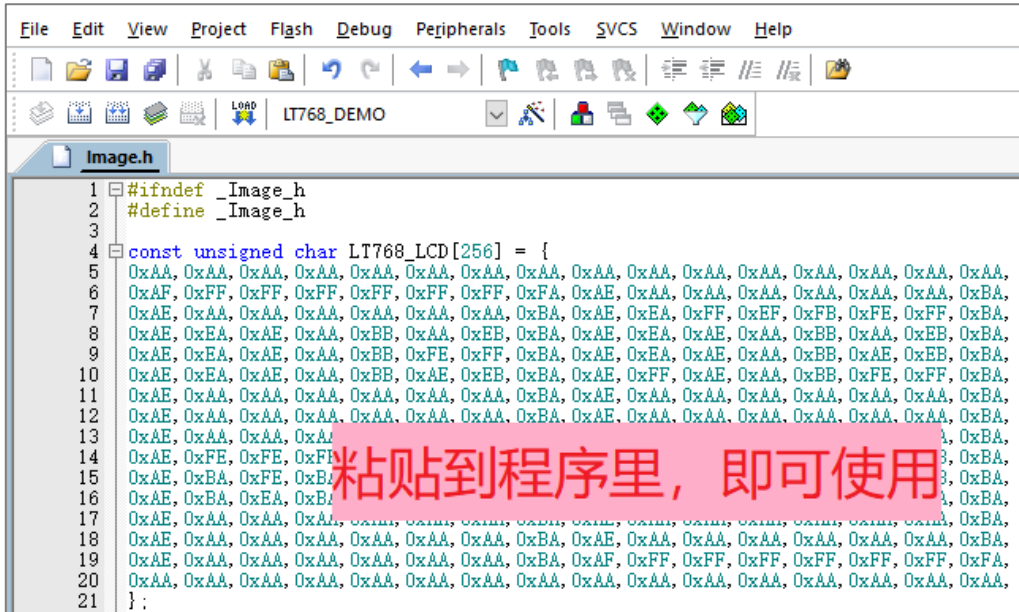 File Edit View Project Flash Debug Peripherals Tools SVCS Window Help
LOAD LT768_DEMO
Image.h
1 #ifndef _Image_h
2 #define _Image_h
3
4 const unsigned char LT768_LCD[256] = {
5 0xAA,0xAA,0xAA,0xAA,0xAA,0xAA,0xAA,0xAA,0xAA,0xAA,0xAA,0xAA,0xAA,0xAA,0xAA,0xAA,
6 0xAF,0xFF,0xFF,0xFF,0xFF,0xFF,0xFF,0xFA,0xAE,0xAA,0xAA,0xAA,0xAA,0xAA,0xAA,0xBA,
7 0xAE,0xAA,0xAA,0xAA,0xAA,0xAA,0xAA,0xBA,0xAE,0xEA,0xFF,0xEF,0xFB,0xFE,0xFF,0xBA,
8 0xAE,0xEA,0xAE,0xAA,0xBB,0xAA,0xEB,0xBA,0xAE,0xEA,0xAE,0xAA,0xBB,0xAA,0xEB,0xBA,
9 0xAE,0xEA,0xAE,0xAA,0xBB,0xFE,0xFF,0xBA,0xAE,0xEA,0xAE,0xAA,0xBB,0xAE,0xEB,0xBA,
10 0xAE,0xEA,0xAE,0xAA,0xBB,0xAE,0xEB,0xBA,0xAE,0xFF,0xAE,0xAA,0xBB,0xFE,0xFF,0xBA,
11 0xAE,0xAA,0xAA,0xAA,0xAA,0xAA,0xAA,0xBA,0xAE,0xAA,0xAA,0xAA,0xAA,0xAA,0xAA,0xBA,
12 0xAE,0xAA,0xAA,0xAA,0xAA,0xAA,0xAA,0xBA,0xAE,0xAA,0xAA,0xAA,0xAA,0xAA,0xAA,0xBA,
13 0xAE,0xAA,0xAA, 0xBA,
14 0xAE,0xFE,0xFE, 0xBA,
粘贴到程序里，即可使用
15 0xAE,0xBA,0xFE, 0xBA,
16 0xAE,0xBA,0xEA, 0xBA,
17 0xAE,0xAA,0xAA, 0xBA,
18 0xAE,0xAA,0xAA,0xAA,0xAA,0xAA,0xAA,0xBA,0xAE,0xAA,0xAA,0xAA,0xAA,0xAA,0xAA,0xBA,
19 0xAE,0xAA,0xAA,0xAA,0xAA,0xAA,0xAA,0xBA,0xAF,0xFF,0xFF,0xFF,0xFF,0xFF,0xFF,0xFA,
20 0xAA,0xAA,0xAA,0xAA,0xAA,0xAA,0xAA,0xAA,0xAA,0xAA,0xAA,0xAA,0xAA,0xAA,0xAA,0xAA,
21 };